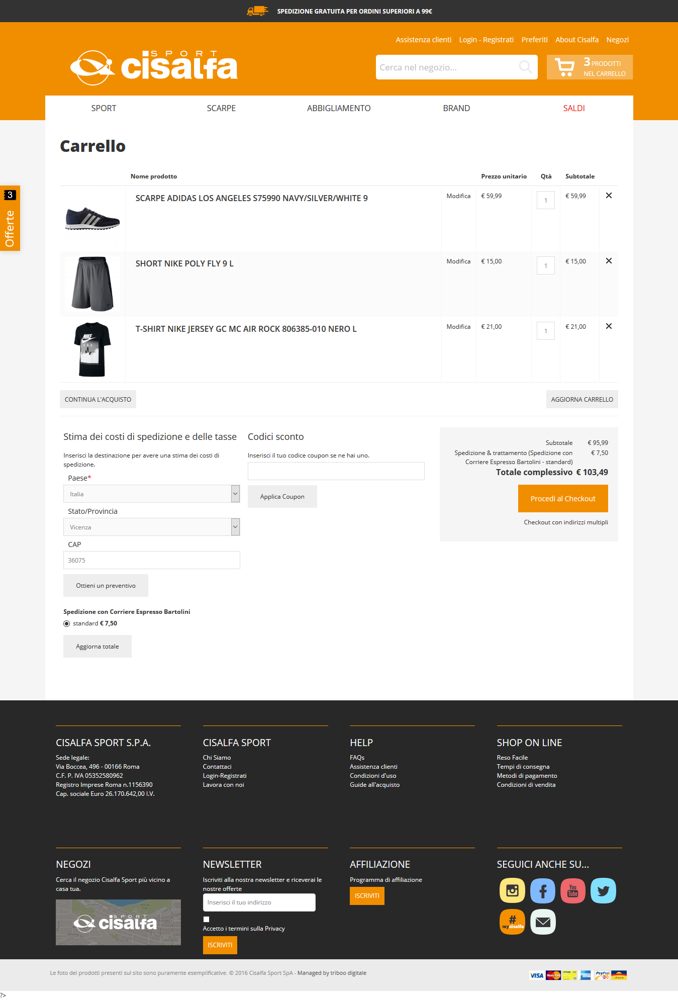 SPEDIZIONE GRATUITA PER ORDINI SUPERIORI A 99€
Assistenza clienti
Login - Registrati
Preferiti
About Cisalfa
Negozi
SPORT
cisalfa
Cerca nel negozio...
3 PRODOTTI
NEL CARRELLO
SPORT
SCARPE
ABBIGLIAMENTO
BRAND
SALDI
Carrello
Nome prodotto
Prezzo unitario
Qtà
Subtotale
3
Offerte
SCARPE ADIDAS LOS ANGELES S75990 NAVY/SILVER/WHITE 9
Modifica
€ 59,99
1
€ 59,99
SHORT NIKE POLY FLY 9 L
Modifica
€ 15,00
1
€ 15,00
NIKE
AIR
T-SHIRT NIKE JERSEY GC MC AIR ROCK 806385-010 NERO L
Modifica
€ 21,00
1
€ 21,00
CONTINUA L'ACQUISTO
AGGIORNA CARRELLO
Stima dei costi di spedizione e delle tasse
Inserisci la destinazione per avere una stima dei costi di
spedizione.
Paese*
Italia
Stato/Provincia
Vicenza
CAP
36075
Ottieni un preventivo
Spedizione con Corriere Espresso Bartolini
standard € 7,50
Aggiorna totale
Codici sconto
Inserisci il tuo codice coupon se ne hai uno.
Applica Coupon
Subtotale € 95,99
Spedizione & trattamento (Spedizione con € 7,50
Corriere Espresso Bartolini - standard)
Totale complessivo € 103,49
Procedi al Checkout
Checkout con indirizzi multipli
CISALFA SPORT S.P.A.
Sede legale:
Via Boccea, 496 - 00166 Roma
C.F. P. IVA 05352580962
Registro Imprese Roma n.1156390
Cap. sociale Euro 26.170.642,00 I.V.
CISALFA SPORT
Chi Siamo
Contattaci
Login-Registrati
Lavora con noi
HELP
FAQs
Assistenza clienti
Condizioni d'uso
Guide all'acquisto
SHOP ON LINE
Reso Facile
Tempi di consegna
Metodi di pagamento
Condizioni di vendita
NEGOZI
Cerca il negozio Cisalfa Sport più vicino a
casa tua.
SPORT
cisalfa
NEWSLETTER
Iscriviti alla nostra newsletter e riceverai le
nostre offerte
Inserisci il tuo indirizzo
Accetto i termini sulla Privacy
ISCRIVITI
AFFILIAZIONE
Programma di affiliazione
ISCRIVITI
SEGUICI ANCHE SU...
You
Tube
#
mycisalfa
Le foto dei prodotti presenti sul sito sono puramente esemplificative. © 2016 Cisalfa Sport SpA - Managed by triboo digitale
VISA
MasterCard
PayPal
?>